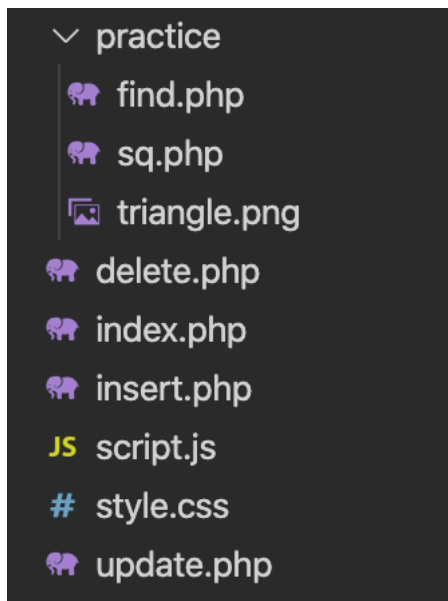 practice
find.php
sq.php
triangle.png
delete.php
index.php
insert.php
JS script.js
# style.css
update.php